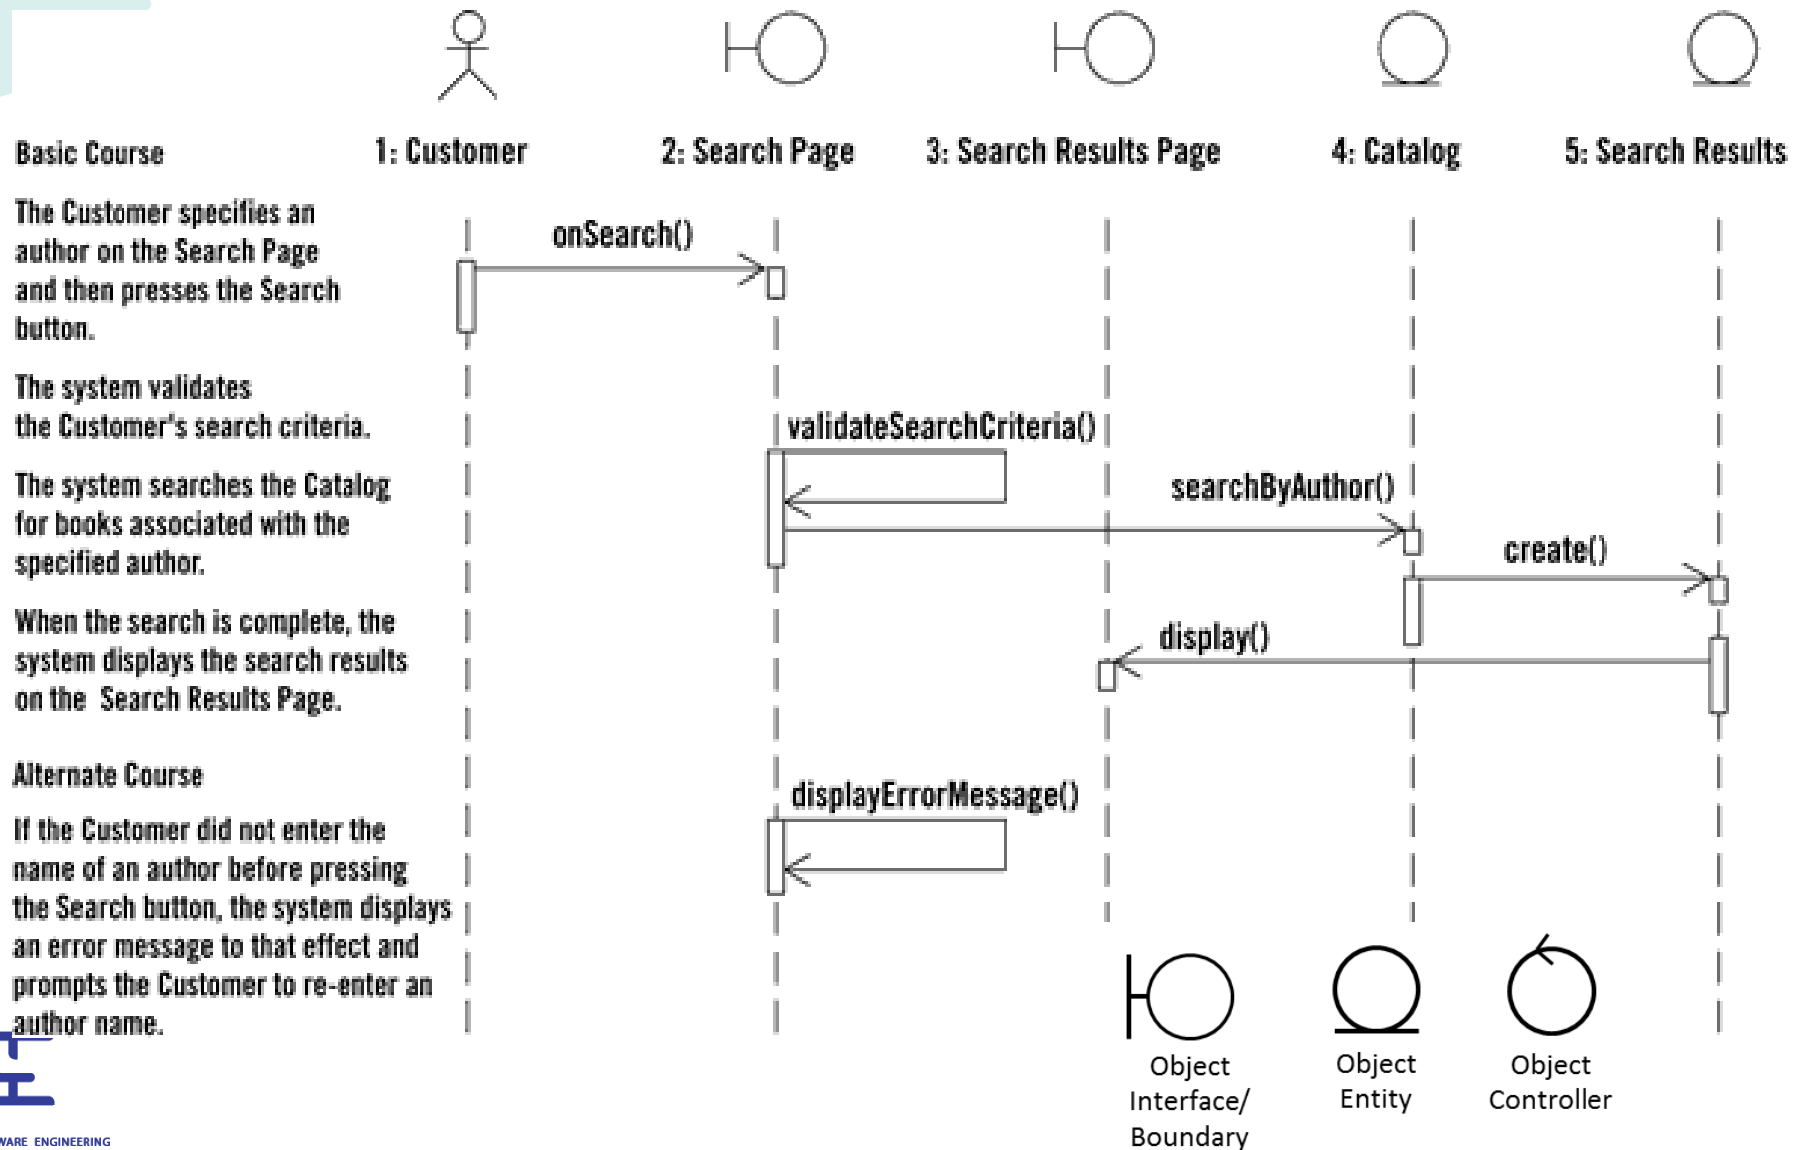 Basic Course
1: Customer
2: Search Page
3: Search Results Page
4: Catalog
5: Search Results
The Customer specifies an
author on the Search Page
and then presses the Search
button.
onSearch()
The system validates
the Customer's search criteria.
validateSearchCriteria()
The system searches the Catalog
for books associated with the
specified author.
searchByAuthor()
create()
When the search is complete, the
system displays the search results
on the Search Results Page.
display()
Alternate Course
displayErrorMessage()
If the Customer did not enter the
name of an author before pressing
the Search button, the system displays
an error message to that effect and
prompts the Customer to re-enter an
author name.
Object
Interface/
Boundary
Object
Entity
Object
Controller
WARE ENGINEERING